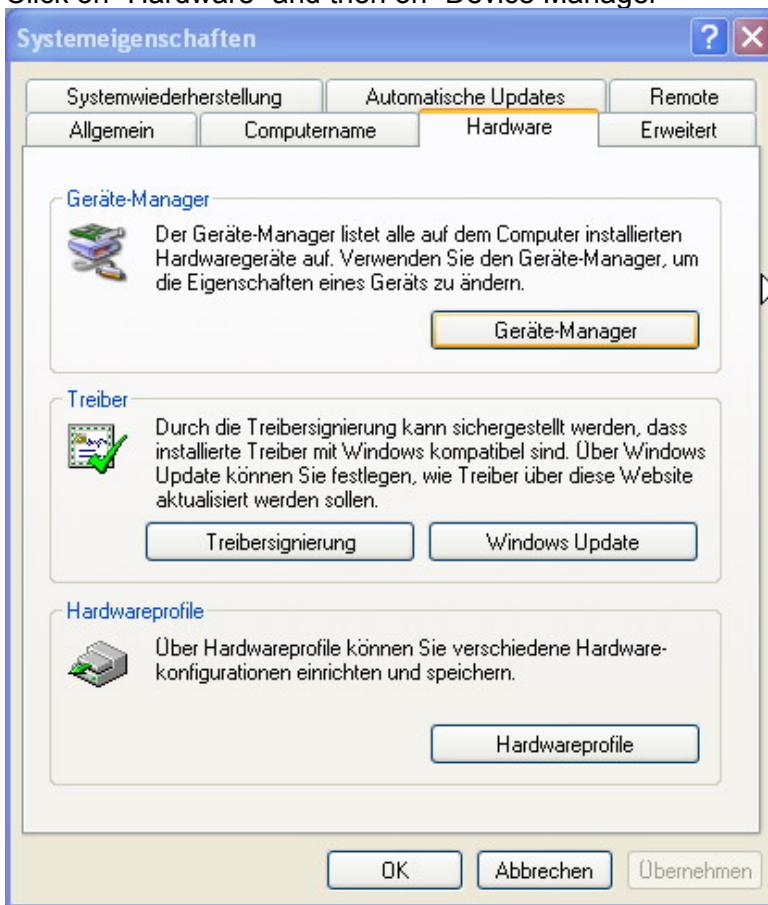 Click on "Hardware" and then on "Device Manager"
Systemeigenschaften
Systemwiederherstellung Automatische Updates Remote
Allgemein Computername Hardware Erweitert
Geräte-Manager
Der Geräte-Manager listet alle auf dem Computer installierten
Hardwaregeräte auf. Verwenden Sie den Geräte-Manager, um
die Eigenschaften eines Geräts zu ändern.
Geräte-Manager
Treiber
Durch die Treibersignierung kann sichergestellt werden, dass
installierte Treiber mit Windows kompatibel sind. Über Windows
Update können Sie festlegen, wie Treiber über diese Website
aktualisiert werden sollen.
Treibersignierung Windows Update
Hardwareprofile
Über Hardwareprofile können Sie verschiedene Hardware-
konfigurationen einrichten und speichern.
Hardwareprofile
OK Abbrechen Übernehmen